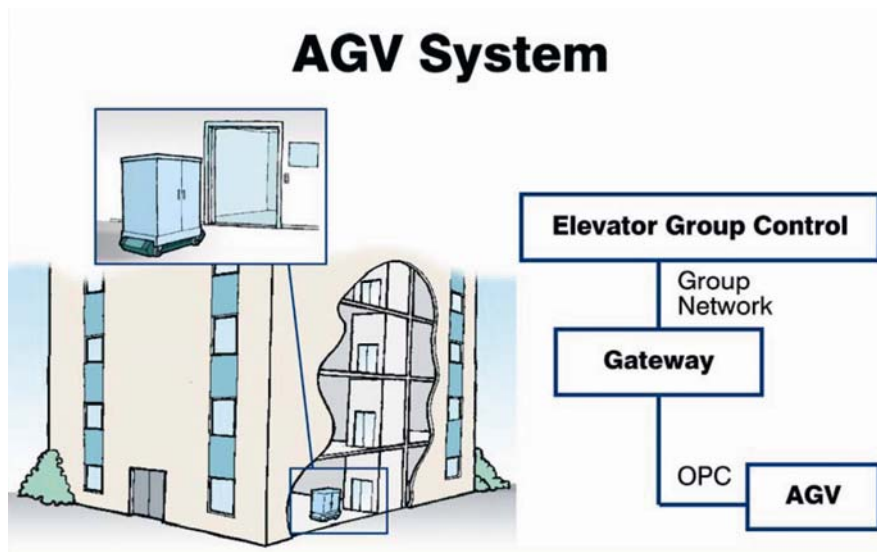 AGV System
Elevator Group Control
Group
Network
Gateway
OPC
AGV